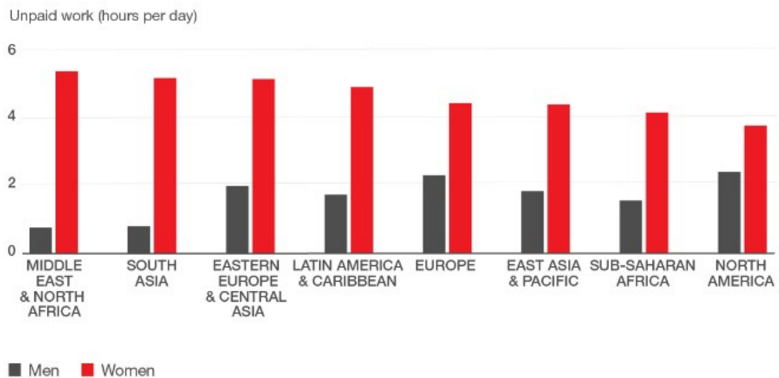 Unpaid work (hours per day)
6
4
2
0
MIDDLE
EAST
& NORTH
AFRICA
SOUTH
ASIA
EASTERN
EUROPE
& CENTRAL
ASIA
LATIN AMERICA
& CARIBBEAN
EUROPE
EAST ASIA
& PACIFIC
SUB-SAHARAN
AFRICA
NORTH
AMERICA
Men
Women